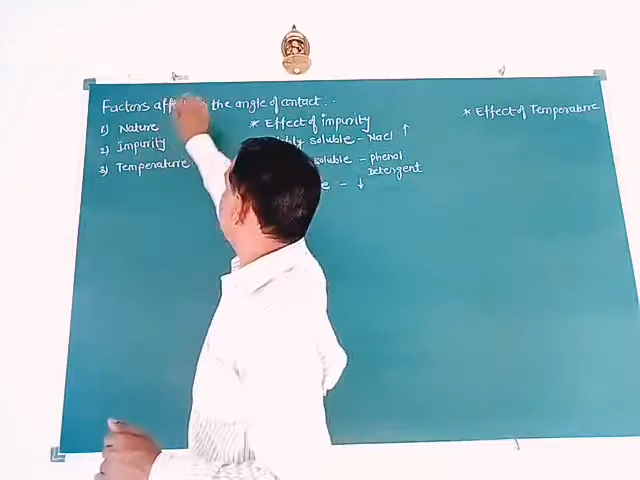 Factors aff the angle of contact :-
1) Nature
2) Impurity
3) Temperature
* Effect of impurity
soluble - Nacl ↑
soluble - phenol
Detergent
- ↓
* Effect of Temperature